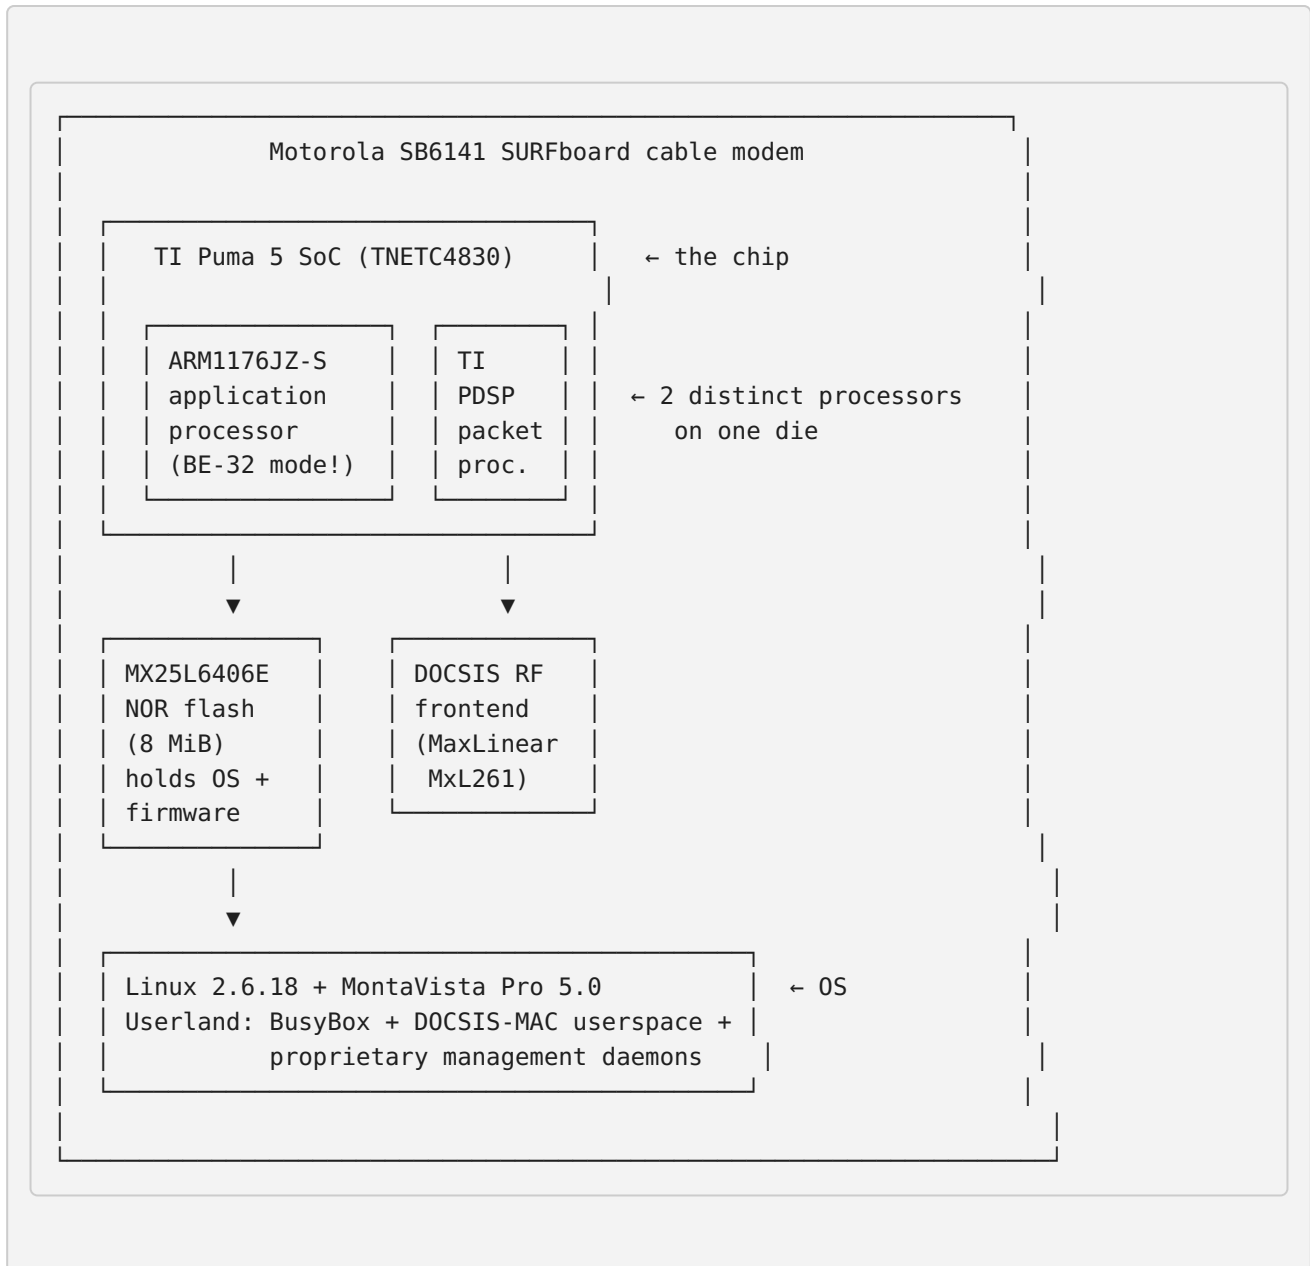 Motorola SB6141 SURFboard cable modem
TI Puma 5 SoC (TNETC4830) ← the chip
ARM1176JZ-S TI
application PDSP ← 2 distinct processors
processor packet on one die
(BE-32 mode!) proc.
MX25L6406E DOCSIS RF
NOR flash frontend
(8 MiB) (MaxLinear
holds OS + MxL261)
firmware
Linux 2.6.18 + MontaVista Pro 5.0 ← OS
Userland: BusyBox + DOCSIS-MAC userspace +
proprietary management daemons